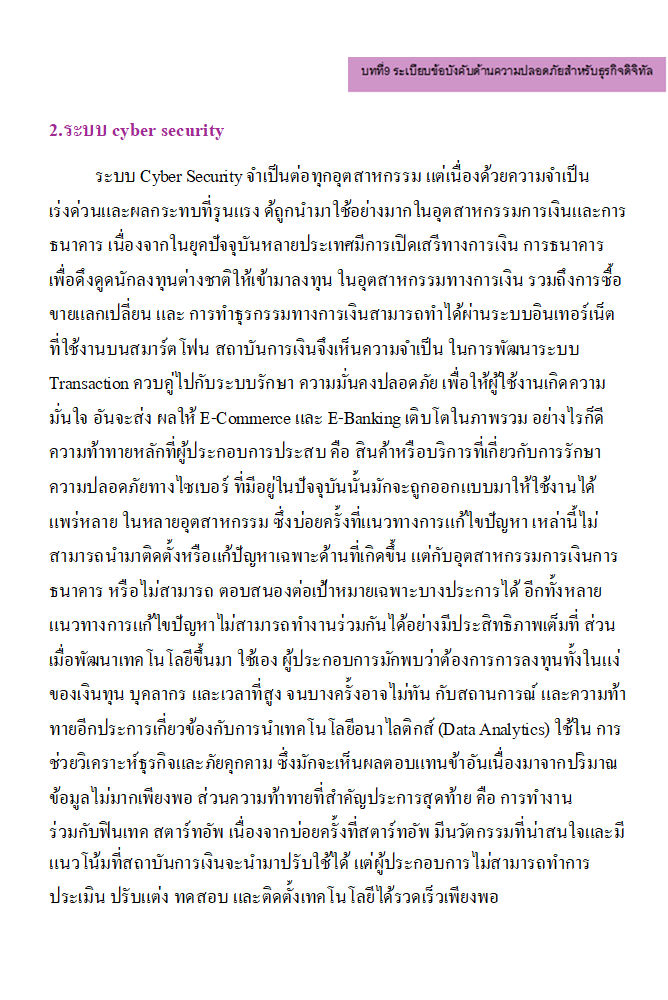 บทที่9 ระเบียบข้อบังคับด้านความปลอดภัยสำหรับธุรกิจดิจิทัล
2.ระบบ cyber security
ระบบ Cyber Security จำเป็นต่อทุกอุตสาหกรรม แต่เนื่องด้วยความจำเป็น
เร่งด่วนและผลกระทบที่รุนแรง ด้ถูกนำมาใช้อย่างมากในอุตสาหกรรมการเงินและการ
ธนาคาร เนื่องจากในยุคปัจจุบันหลายประเทศมีการเปิดเสรีทางการเงิน การธนาคาร
เพื่อดึงดูดนักลงทุนต่างชาติให้เข้ามาลงทุน ในอุตสาหกรรมทางการเงิน รวมถึงการซื้อ
ขายแลกเปลี่ยน และ การทำธุรกรรมทางการเงินสามารถทำได้ผ่านระบบอินเทอร์เน็ต
ที่ใช้งานบนสมาร์ตโฟน สถาบันการเงินจึงเห็นความจำเป็น ในการพัฒนาระบบ
Transaction ควบคู่ไปกับระบบรักษา ความมั่นคงปลอดภัย เพื่อให้ผู้ใช้งานเกิดความ
มั่นใจ อันจะส่ง ผลให้ E-Commerce และ E-Banking เติบโตในภาพรวม อย่างไรก็ดี
ความท้าทายหลักที่ผู้ประกอบการประสบ คือ สินค้าหรือบริการที่เกี่ยวกับการรักษา
ความปลอดภัยทางไซเบอร์ ที่มีอยู่ในปัจจุบันนั้นมักจะถูกออกแบบมาให้ใช้งานได้
แพร่หลาย ในหลายอุตสาหกรรม ซึ่งบ่อยครั้งที่แนวทางการแก้ไขปัญหา เหล่านี้ไม่
สามารถนำมาติดตั้งหรือแก้ปัญหาเฉพาะด้านที่เกิดขึ้น แต่กับอุตสาหกรรมการเงินการ
ธนาคาร หรือไม่สามารถ ตอบสนองต่อเป้าหมายเฉพาะบางประการได้ อีกทั้งหลาย
แนวทางการแก้ไขปัญหาไม่สามารถทำงานร่วมกันได้อย่างมีประสิทธิภาพเต็มที่ ส่วน
เมื่อพัฒนาเทคโนโลยีขึ้นมา ใช้เอง ผู้ประกอบการมักพบว่าต้องการการลงทุนทั้งในแง่
ของเงินทุน บุคลากร และเวลาที่สูง จนบางครั้งอาจไม่ทัน กับสถานการณ์ และความท้า
ทายอีกประการเกี่ยวข้องกับการนำเทคโนโลยีอนาไลติกส์ (Data Analytics) ใช้ใน การ
ช่วยวิเคราะห์ธุรกิจและภัยคุกคาม ซึ่งมักจะเห็นผลตอบแทนช้าอันเนื่องมาจากปริมาณ
ข้อมูลไม่มากเพียงพอ ส่วนความท้าทายที่สำคัญประการสุดท้าย คือ การทำงาน
ร่วมกับฟินเทค สตาร์ทอัพ เนื่องจากบ่อยครั้งที่สตาร์ทอัพ มีนวัตกรรมที่น่าสนใจและมี
แนวโน้มที่สถาบันการเงินจะนำมาปรับใช้ได้ แต่ผู้ประกอบการไม่สามารถทำการ
ประเมิน ปรับแต่ง ทดสอบ และติดตั้งเทคโนโลยีได้รวดเร็วเพียงพอ